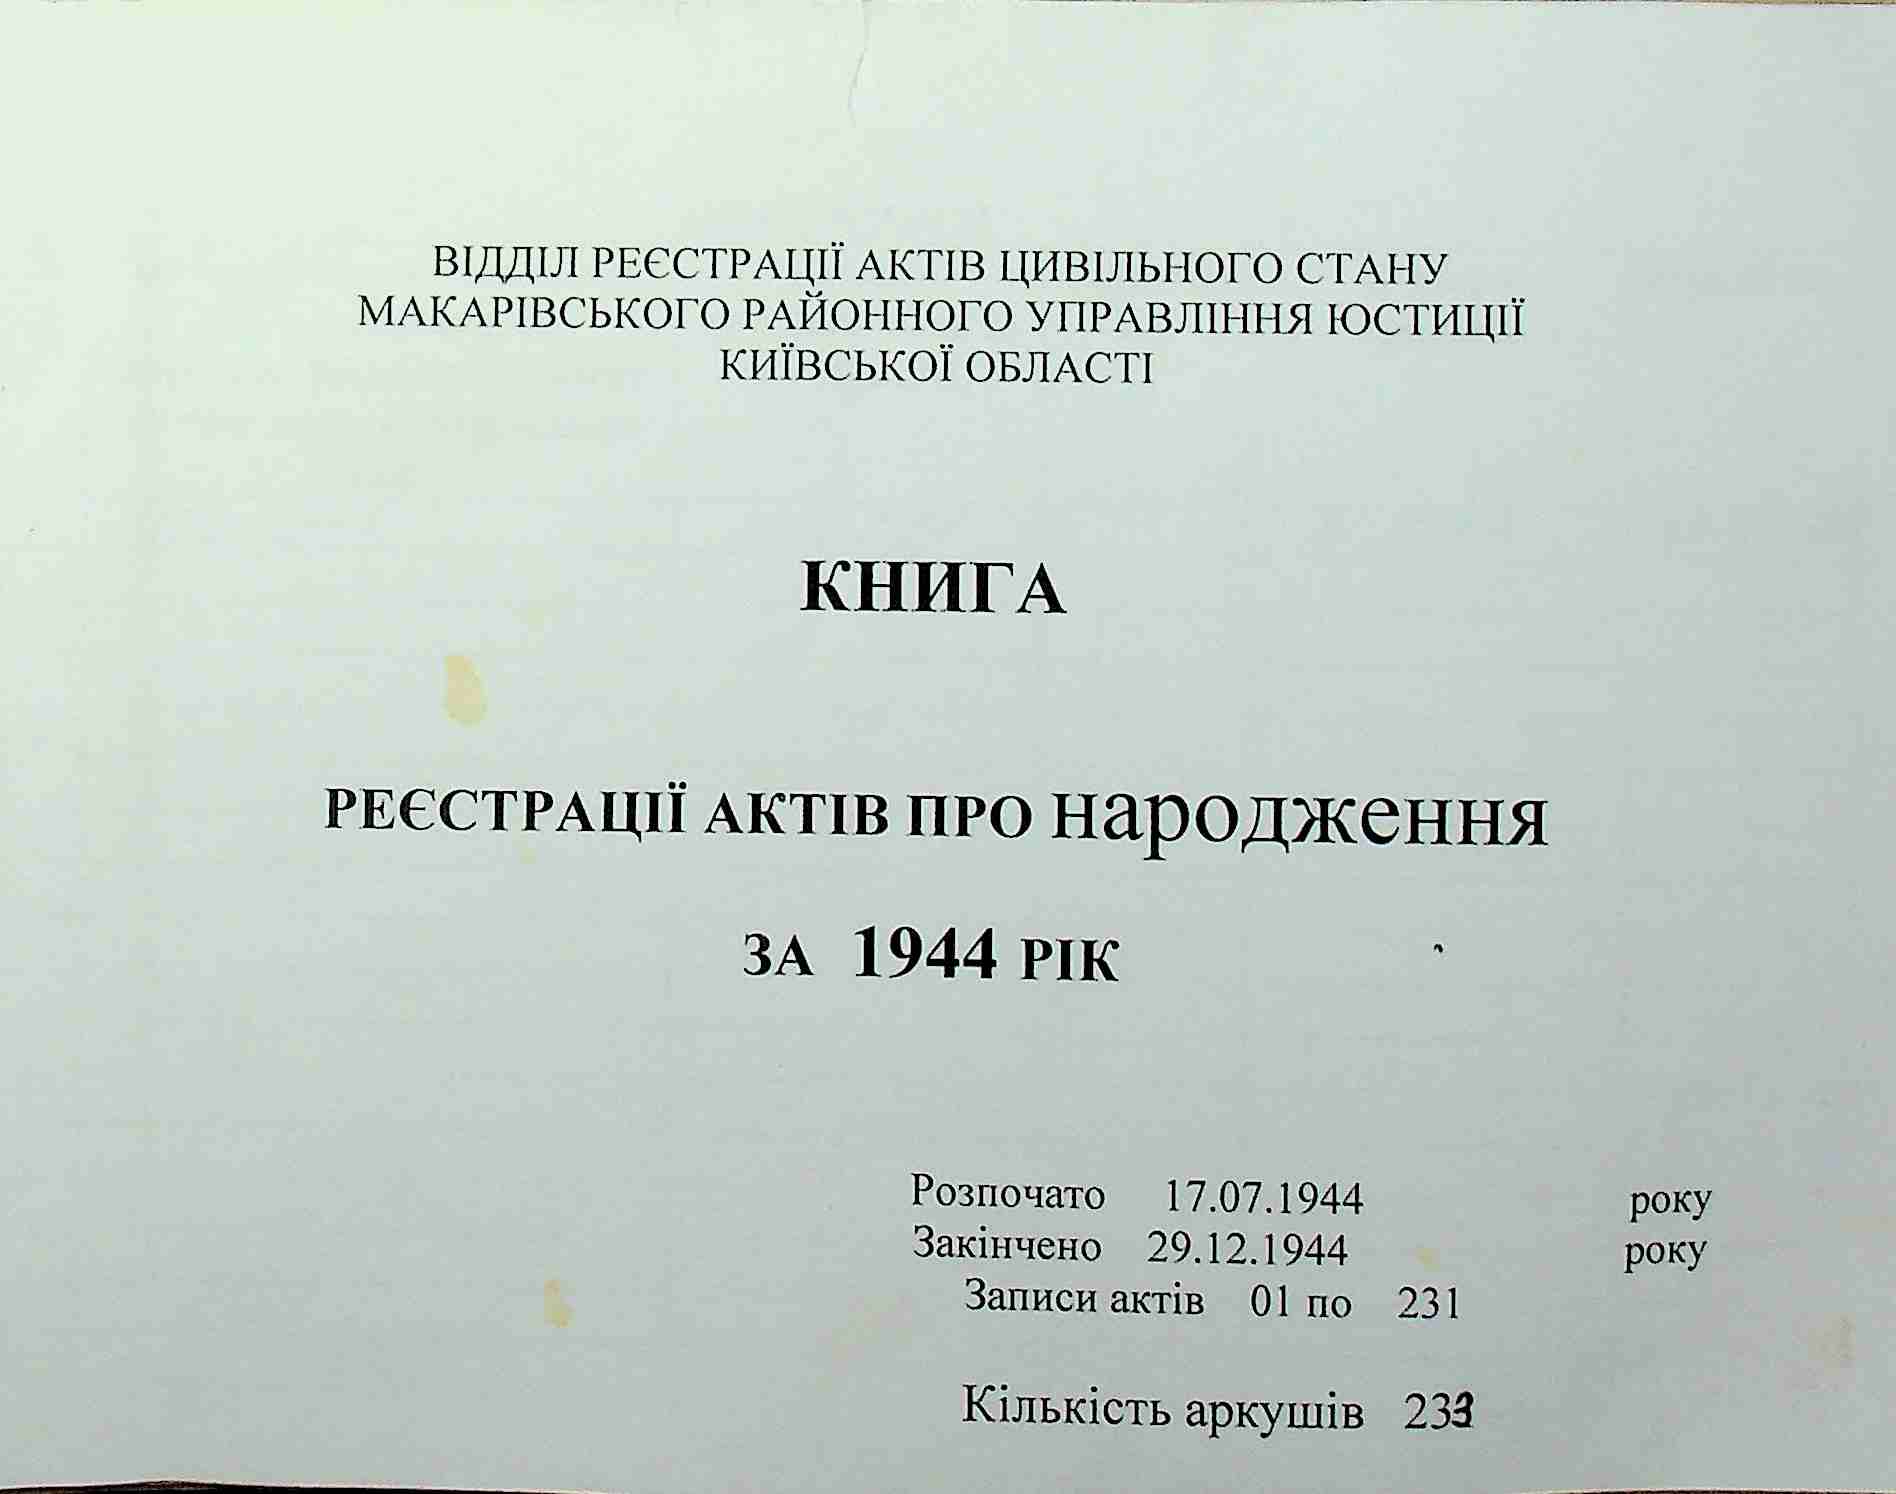 ВІДДІЛ РЕЄСТРАЦІЇ АКТІВ ЦИВІЛЬНОГО СТАНУ
МАКАРІВСЬКОГО РАЙОННОГО УПРАВЛІННЯ ЮСТИЦІЇ
КИЇВСЬКОЇ ОБЛАСТІ
КНИГА
РЕЄСТРАЦІЇ АКТІВ ПРО народження
ЗА 1944 РІК
Розпочато 17.07.1944 року
Закінчено 29.12.1944 року
Записи актів 01 по 231
Кількість аркушів